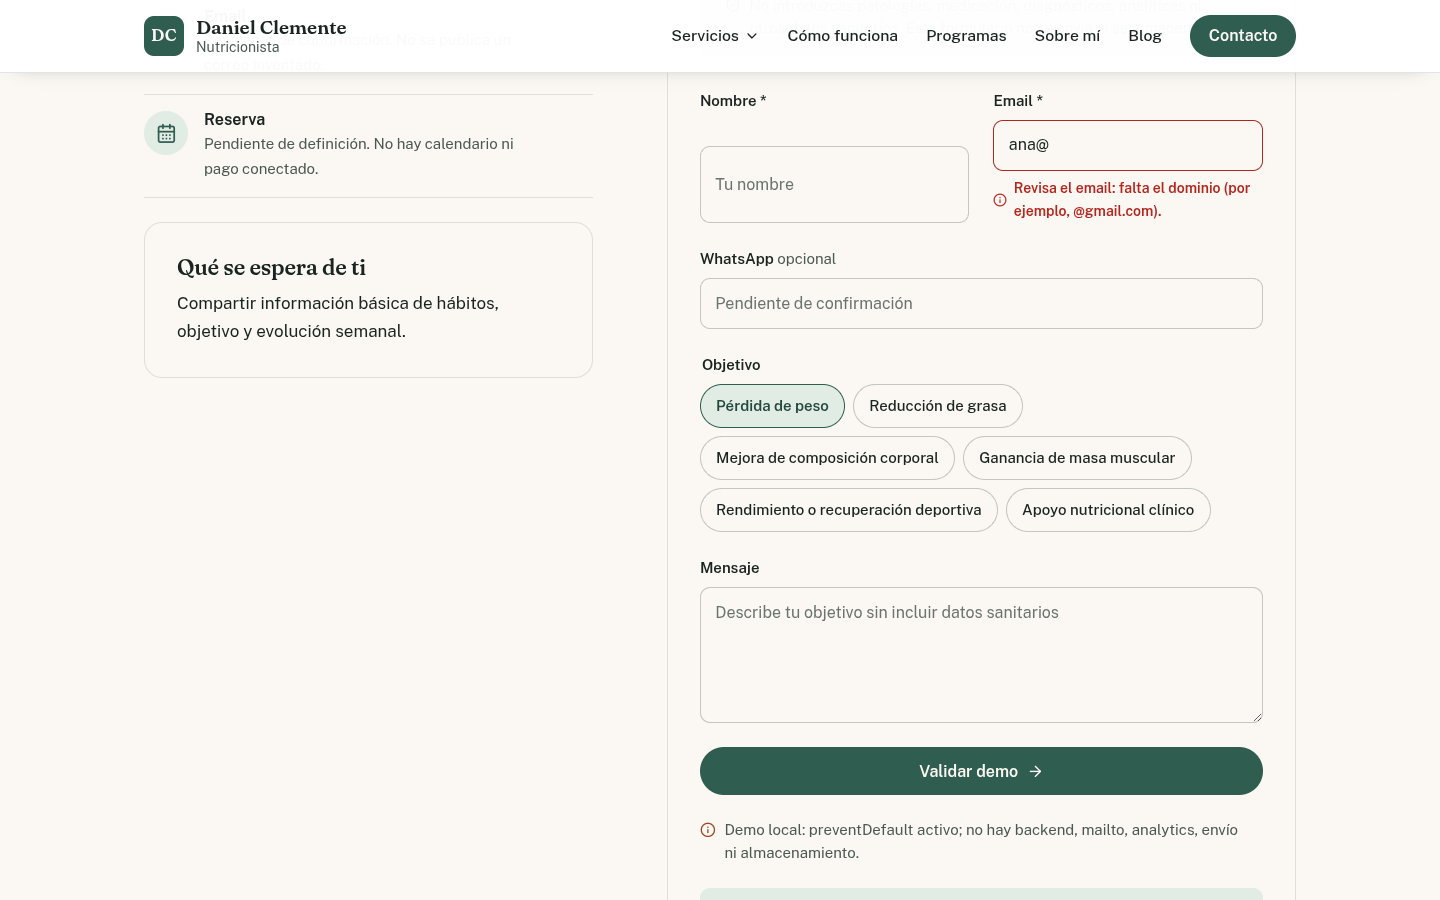 DC
Daniel Clemente
Nutricionista
Servicios
Cómo funciona
Programas
Sobre mí
Blog
Contacto
Reserva
Pendiente de definición. No hay calendario ni
pago conectado.
Qué se espera de ti
Compartir información básica de hábitos,
objetivo y evolución semanal.
Nombre *
Tu nombre
Email *
ana@
Revisa el email: falta el dominio (por
ejemplo, @gmail.com).
WhatsApp opcional
Pendiente de confirmación
Objetivo
Pérdida de peso
Reducción de grasa
Mejora de composición corporal
Ganancia de masa muscular
Rendimiento o recuperación deportiva
Apoyo nutricional clínico
Mensaje
Describe tu objetivo sin incluir datos sanitarios
Validar demo
Demo local: preventDefault activo; no hay backend, mailto, analytics, envío
ni almacenamiento.